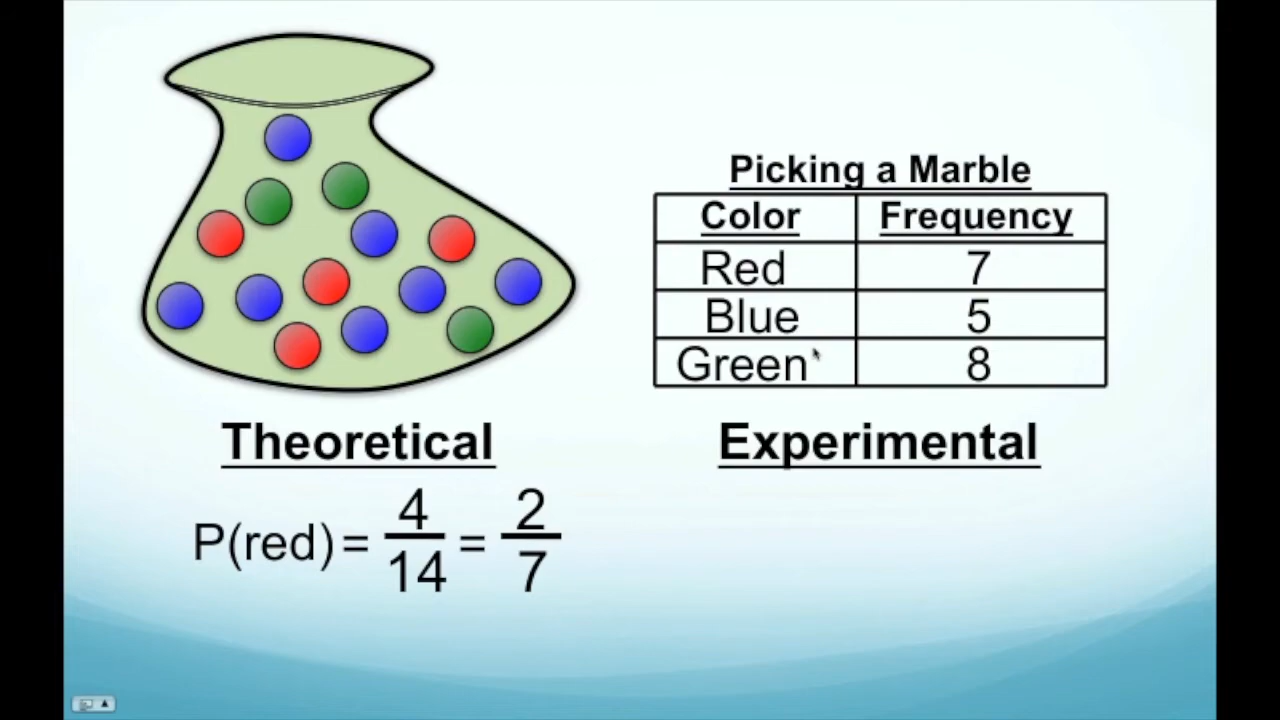 Picking a Marble
Color Frequency
Red 7
Blue 5
Green 8
Theoretical
Experimental
P(red) = 4/14 = 2/7